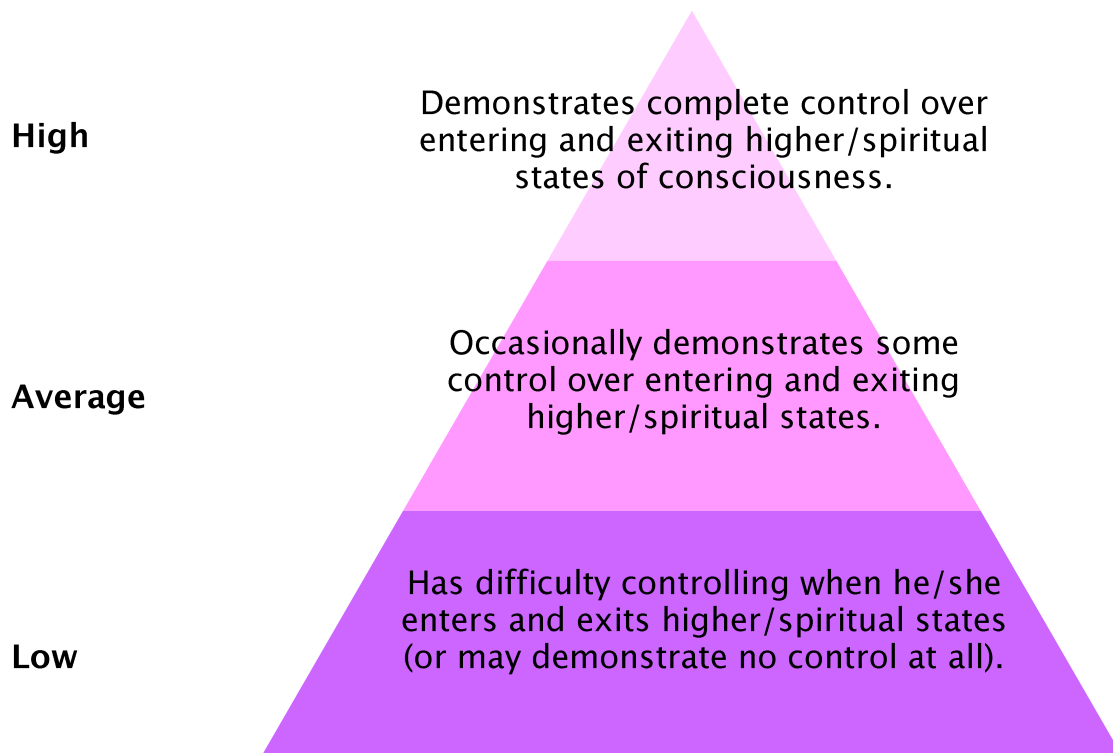 High
Demonstrates complete control over
entering and exiting higher/spiritual
states of consciousness.
Average
Occasionally demonstrates some
control over entering and exiting
higher/spiritual states.
Low
Has difficulty controlling when he/she
enters and exits higher/spiritual states
(or may demonstrate no control at all).